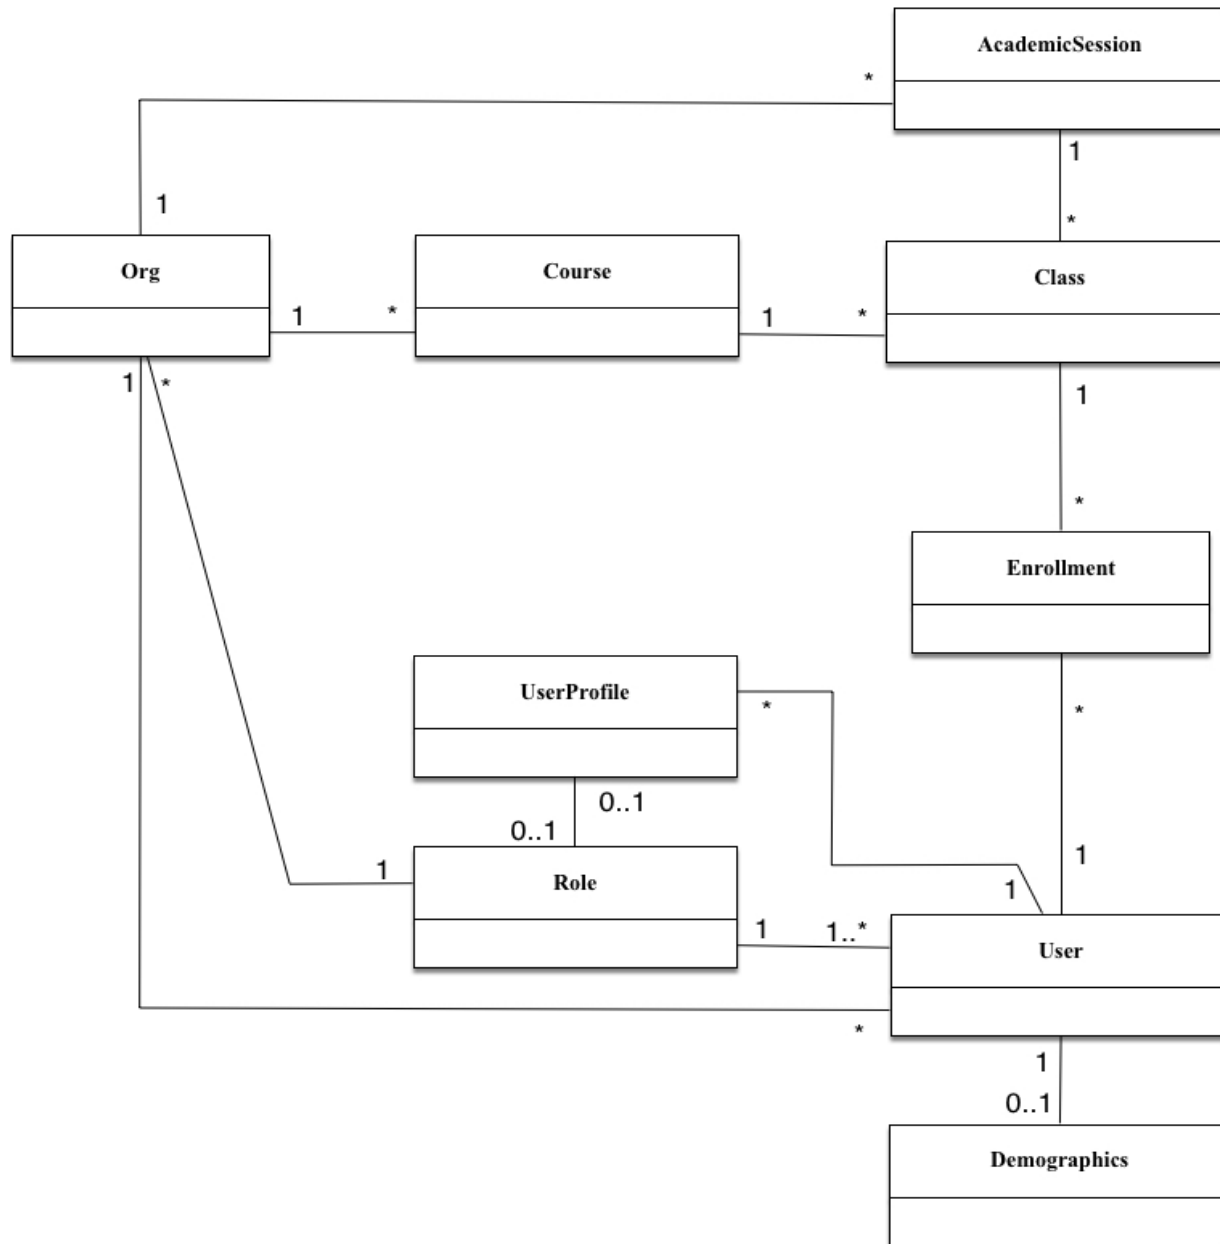 AcademicSession
*
1
1
*
Org
Course
Class
1
*
1
*
1
*
1
*
Enrollment
UserProfile
*
*
0..1
0..1
1
1
Role
1
1
1..*
User
*
1
0..1
Demographics